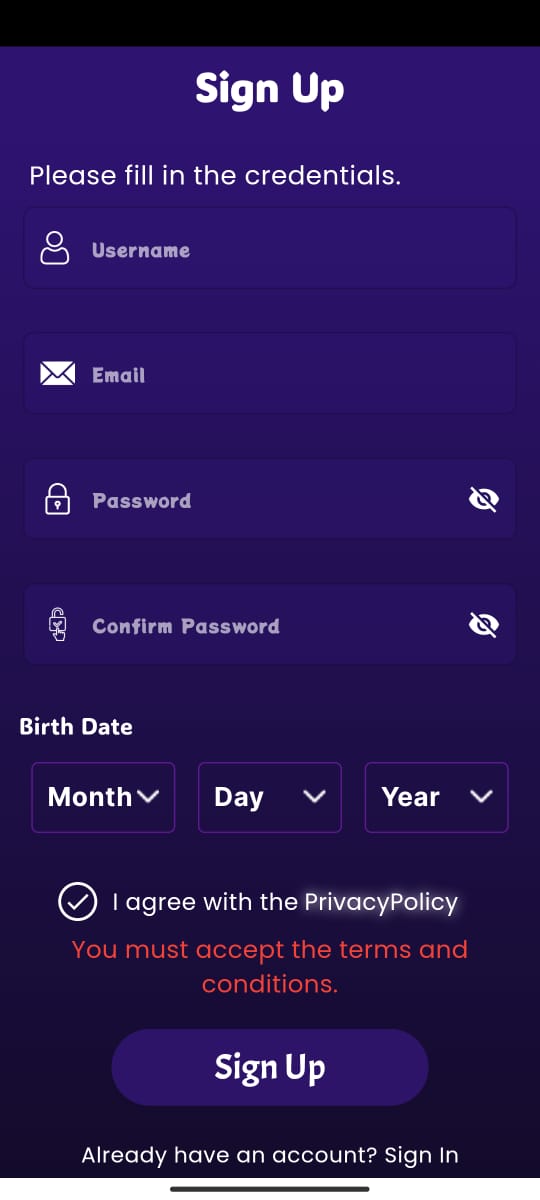 Sign Up
Please fill in the credentials.
Username
Email
Password
Confirm Password
Birth Date
Month Day Year
I agree with the PrivacyPolicy
You must accept the terms and
conditions.
Sign Up
Already have an account? Sign In